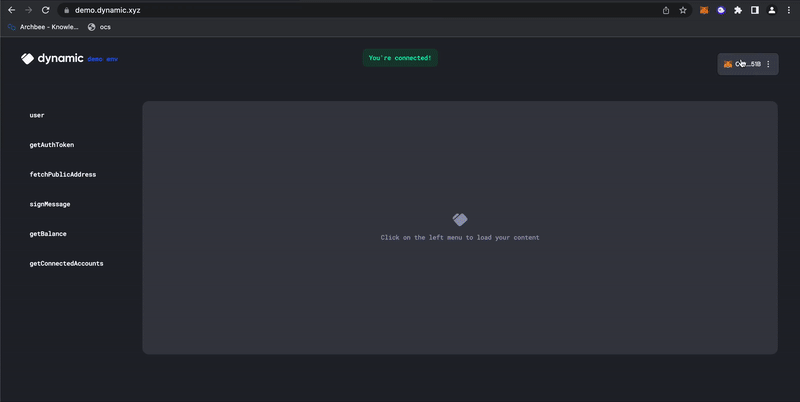 demo.dynamic.xyz
Archbee - Knowle...
ocs
dynamic demo env
You're connected!
user
getAuthToken
fetchPublicAddress
signMessage
getBalance
getConnectedAccounts
Click on the left menu to load your content